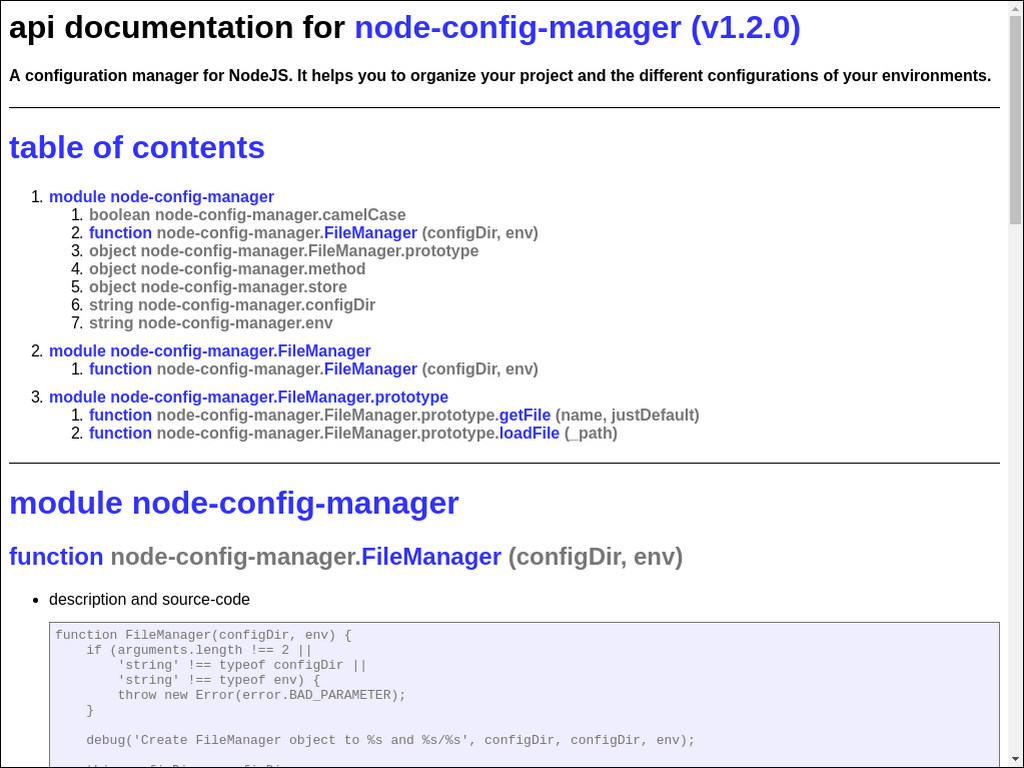 api documentation for node-config-manager (v1.2.0)
A configuration manager for NodeJS. It helps you to organize your project and the different configurations of your environments.
table of contents
1. module node-config-manager
1. boolean node-config-manager.camelCase
2. function node-config-manager.FileManager (configDir, env)
3. object node-config-manager.FileManager.prototype
4. object node-config-manager.method
5. object node-config-manager.store
6. string node-config-manager.configDir
7. string node-config-manager.env
2. module node-config-manager.FileManager
1. function node-config-manager.FileManager (configDir, env)
3. module node-config-manager.FileManager.prototype
1. function node-config-manager.FileManager.prototype.getFile (name, justDefault)
2. function node-config-manager.FileManager.prototype.loadFile (_path)
module node-config-manager
function node-config-manager.FileManager (configDir, env)
• description and source-code
function FileManager(configDir, env) {
    if (arguments.length !== 2 ||
        'string' !== typeof configDir ||
        'string' !== typeof env) {
        throw new Error(error.BAD_PARAMETER);
    }
    debug('Create FileManager object to %s and %s/%s', configDir, configDir, env);